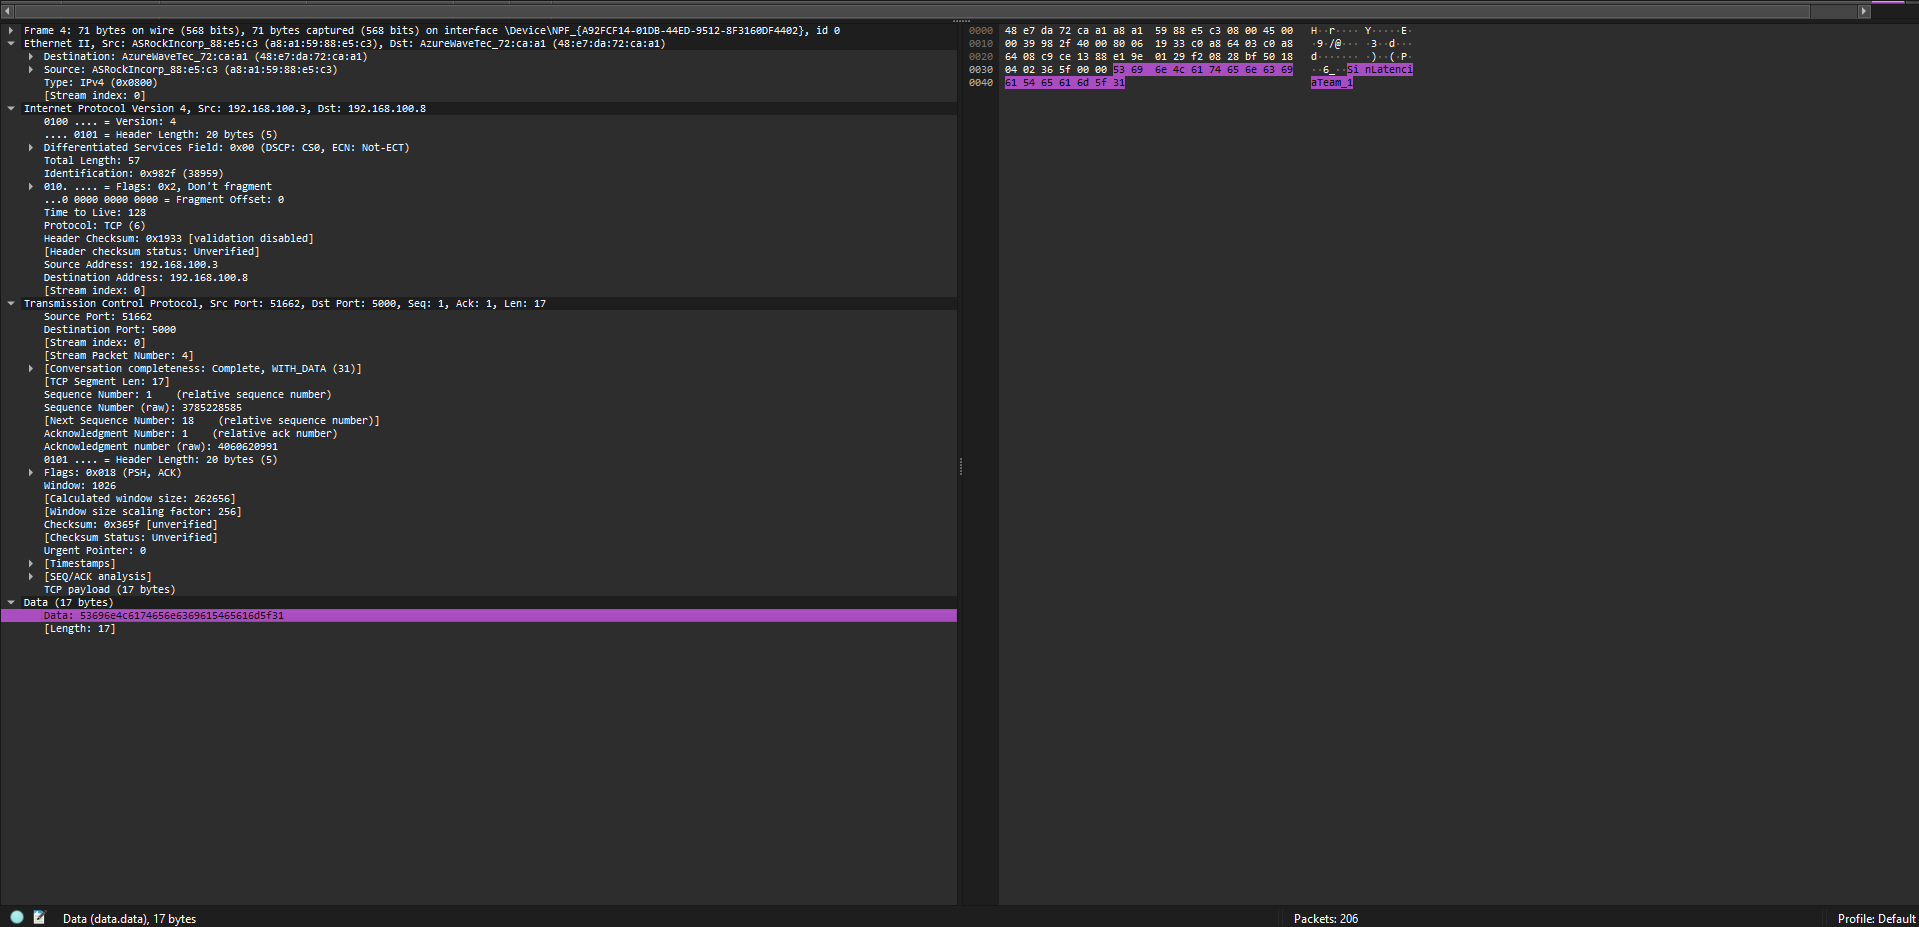 Frame 4: 71 bytes on wire (568 bits), 71 bytes captured (568 bits) on interface \Device\NPF_{A92FCF14-01DB-44ED-9512-8F3160DF4402}, id 0
Ethernet II, Src: ASRockIncorp_88:e5:c3 (a8:a1:59:88:e5:c3), Dst: AzureWaveTec_72:ca:a1 (48:e7:da:72:ca:a1)
Destination: AzureWaveTec_72:ca:a1 (48:e7:da:72:ca:a1)
Source: ASRockIncorp_88:e5:c3 (a8:a1:59:88:e5:c3)
Type: IPv4 (0x0800)
[Stream index: 0]
Internet Protocol Version 4, Src: 192.168.100.3, Dst: 192.168.100.8
0100 .... = Version: 4
.... 0101 = Header Length: 20 bytes (5)
Differentiated Services Field: 0x00 (DSCP: CS0, ECN: Not-ECT)
Total Length: 57
Identification: 0x982f (38959)
010. .... = Flags: 0x2, Don't fragment
...0 0000 0000 0000 = Fragment Offset: 0
Time to Live: 128
Protocol: TCP (6)
Header Checksum: 0x1933 [validation disabled]
[Header checksum status: Unverified]
Source Address: 192.168.100.3
Destination Address: 192.168.100.8
[Stream index: 0]
Transmission Control Protocol, Src Port: 51662, Dst Port: 5000, Seq: 1, Ack: 1, Len: 17
Source Port: 51662
Destination Port: 5000
[Stream index: 0]
[Stream Packet Number: 4]
[Conversation completeness: Complete, WITH_DATA (31)]
[TCP Segment Len: 17]
Sequence Number: 1    (relative sequence number)
Sequence Number (raw): 3785228585
[Next Sequence Number: 18    (relative sequence number)]
Acknowledgment Number: 1    (relative ack number)
Acknowledgment number (raw): 4060620991
0101 .... = Header Length: 20 bytes (5)
Flags: 0x018 (PSH, ACK)
Window: 1026
[Calculated window size: 262656]
[Window size scaling factor: 256]
Checksum: 0x365f [unverified]
[Checksum Status: Unverified]
Urgent Pointer: 0
[Timestamps]
[SEQ/ACK analysis]
TCP payload (17 bytes)
Data (17 bytes)
Data: 53696e4c6174656e6369615465616d5f31
[Length: 17]
0000 48 e7 da 72 ca a1 a8 a1 59 88 e5 c3 08 00 45 00 H··r···· Y·····E·
0010 00 39 98 2f 40 00 80 06 19 33 c0 a8 64 03 c0 a8 ·9·/@··· ·3··d···
0020 64 08 c9 ce 13 88 e1 9e 01 29 f2 08 28 bf 50 18 d······· ·)··(·P·
0030 04 02 36 5f 00 00 53 69 6e 4c 61 74 65 6e 63 69 ··6_··Si nLatenci
0040 61 54 65 61 6d 5f 31 aTeam_1
Data (data.data), 17 bytes
Packets: 206
Profile: Default